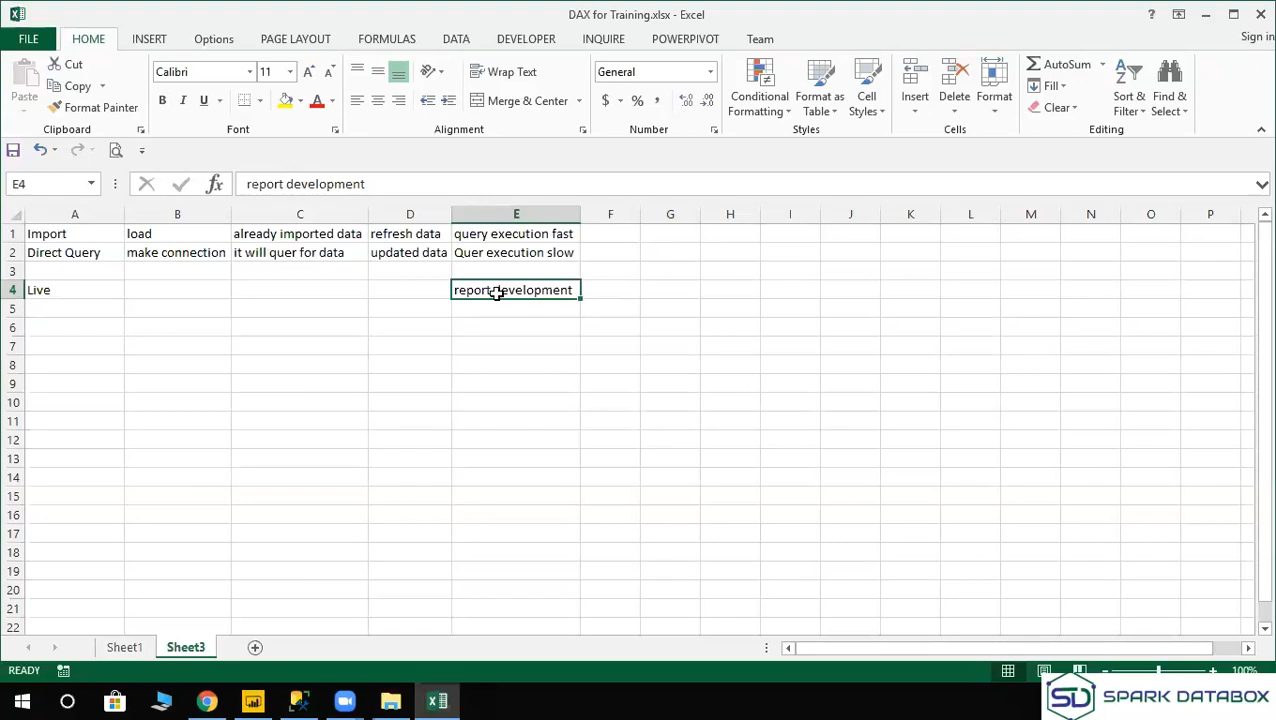 DAX for Training.xlsx - Excel
?
Sign in
FILE HOME INSERT Options PAGE LAYOUT FORMULAS DATA DEVELOPER INQUIRE POWERPIVOT Team
Paste
Cut
Copy
Format Painter
Clipboard
Calibri 11
B I U
Font
Wrap Text
Merge & Center
Alignment
General
$ % ,
Number
Conditional Formatting
Format as Table
Cell Styles
Styles
Insert
Delete
Format
Cells
AutoSum
Fill
Clear
Sort & Filter
Find & Select
Editing
E4
fx
report development
A B C D E F G H I J K L M N O P
1 Import load already imported data refresh data query execution fast
2 Direct Query make connection it will quer for data updated data Quer execution slow
3
4 Live report development
5
6
7
8
9
10
11
12
13
14
15
16
17
18
19
20
21
22
Sheet1 Sheet3
READY
100%
SD SPARK DATABOX